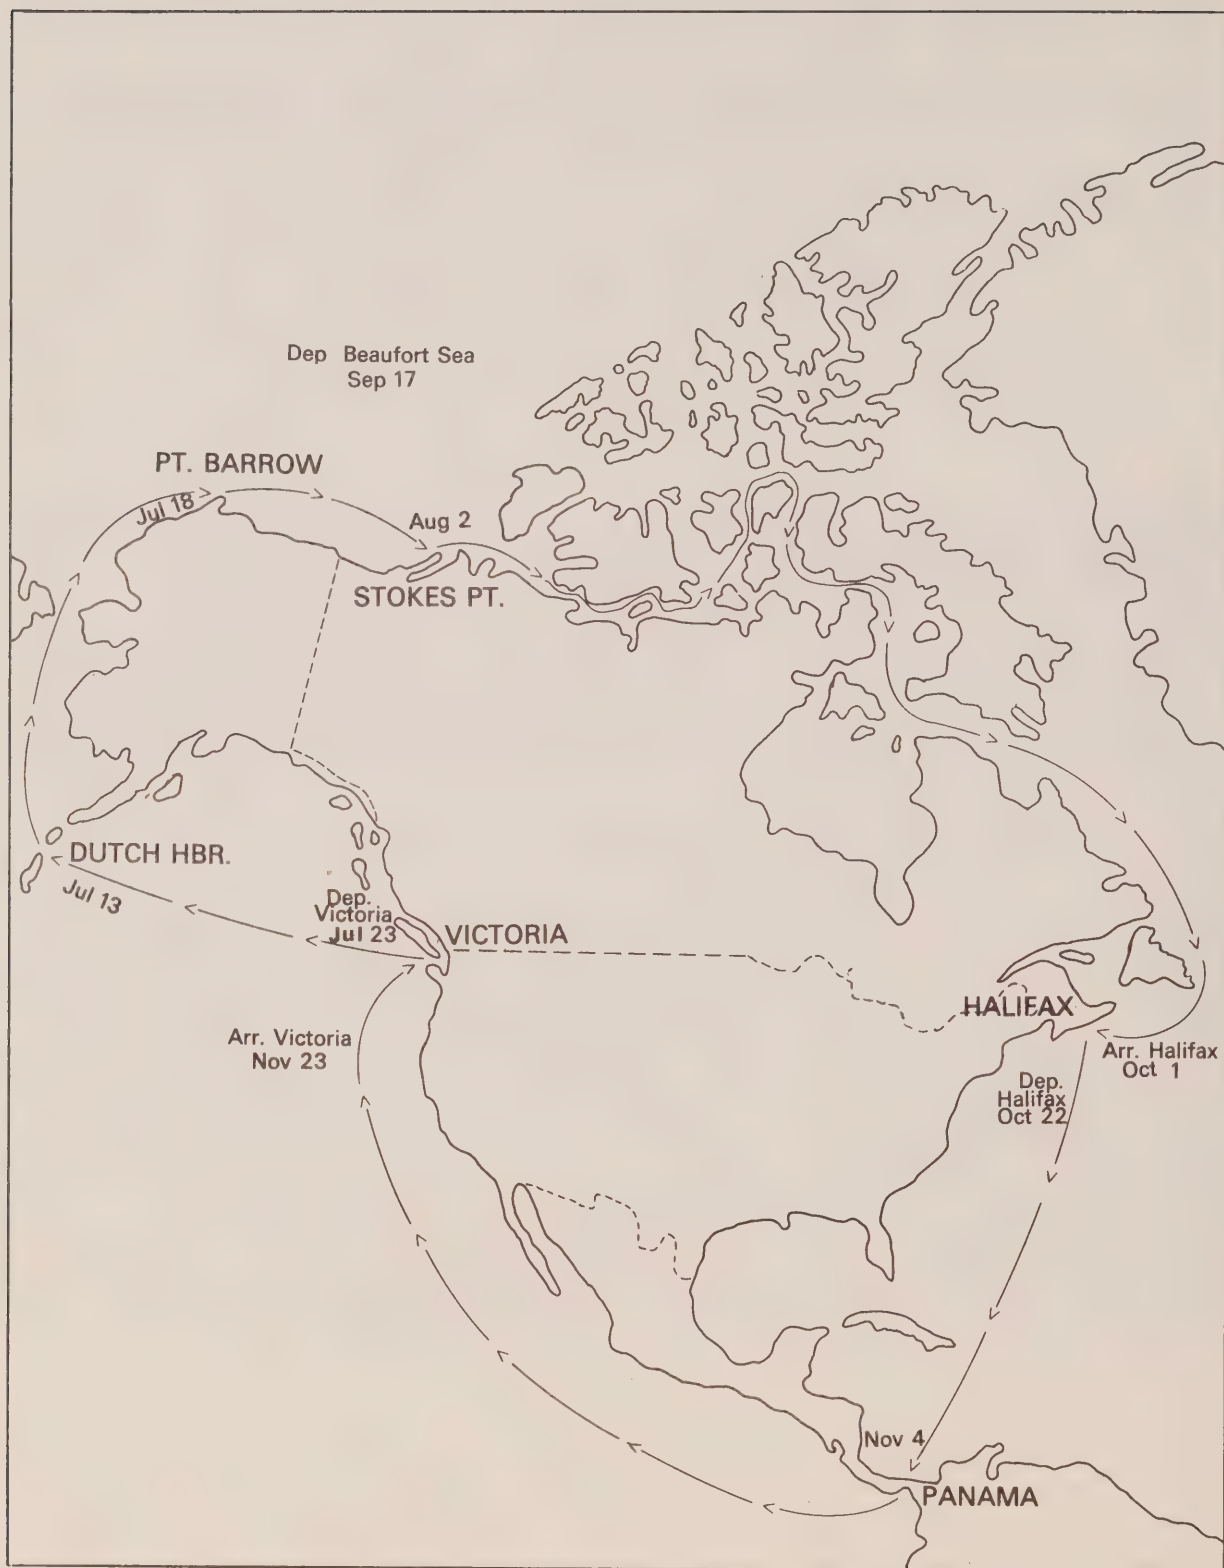 Dep Beaufort Sea
Sep 17
PT. BARROW
Jul 18
Aug 2
STOKES PT.
DUTCH HBR.
Jul 13
Dep.
Victoria
Jul 23
VICTORIA
HALIFAX
Arr. Victoria
Nov 23
Arr. Halifax
Oct 1
Dep.
Halifax
Oct 22
Nov 4
PANAMA